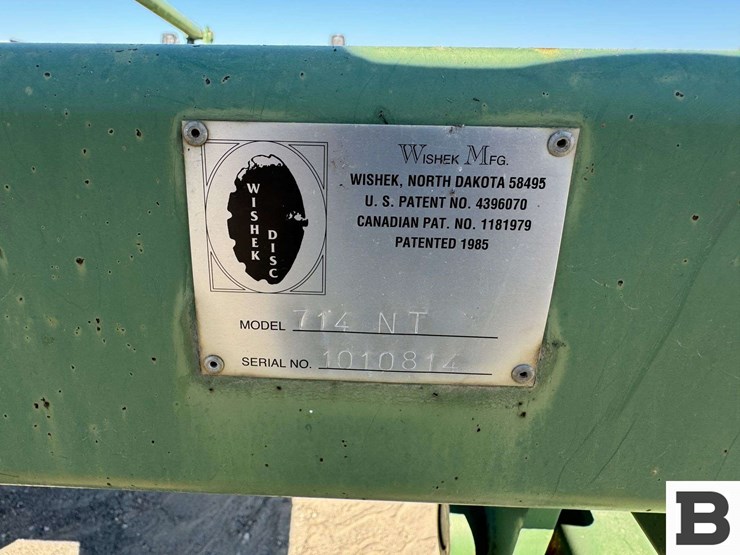 WISHEK
DISC
WISHEK MFG.
WISHEK, NORTH DAKOTA 58495
U. S. PATENT NO. 4396070
CANADIAN PAT. NO. 1181979
PATENTED 1985
MODEL 714 NT
SERIAL NO. 1010814
B